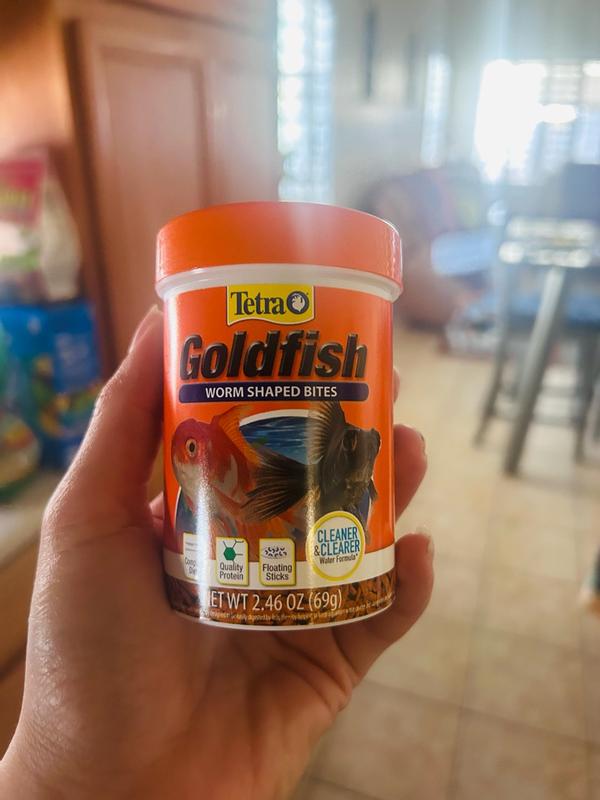 Tetra
Goldfish
WORM SHAPED BITES
CLEANER
&CLEARER
Water Formula*
Quality
Protein
Floating
Sticks
NET WT 2.46 OZ (69g)